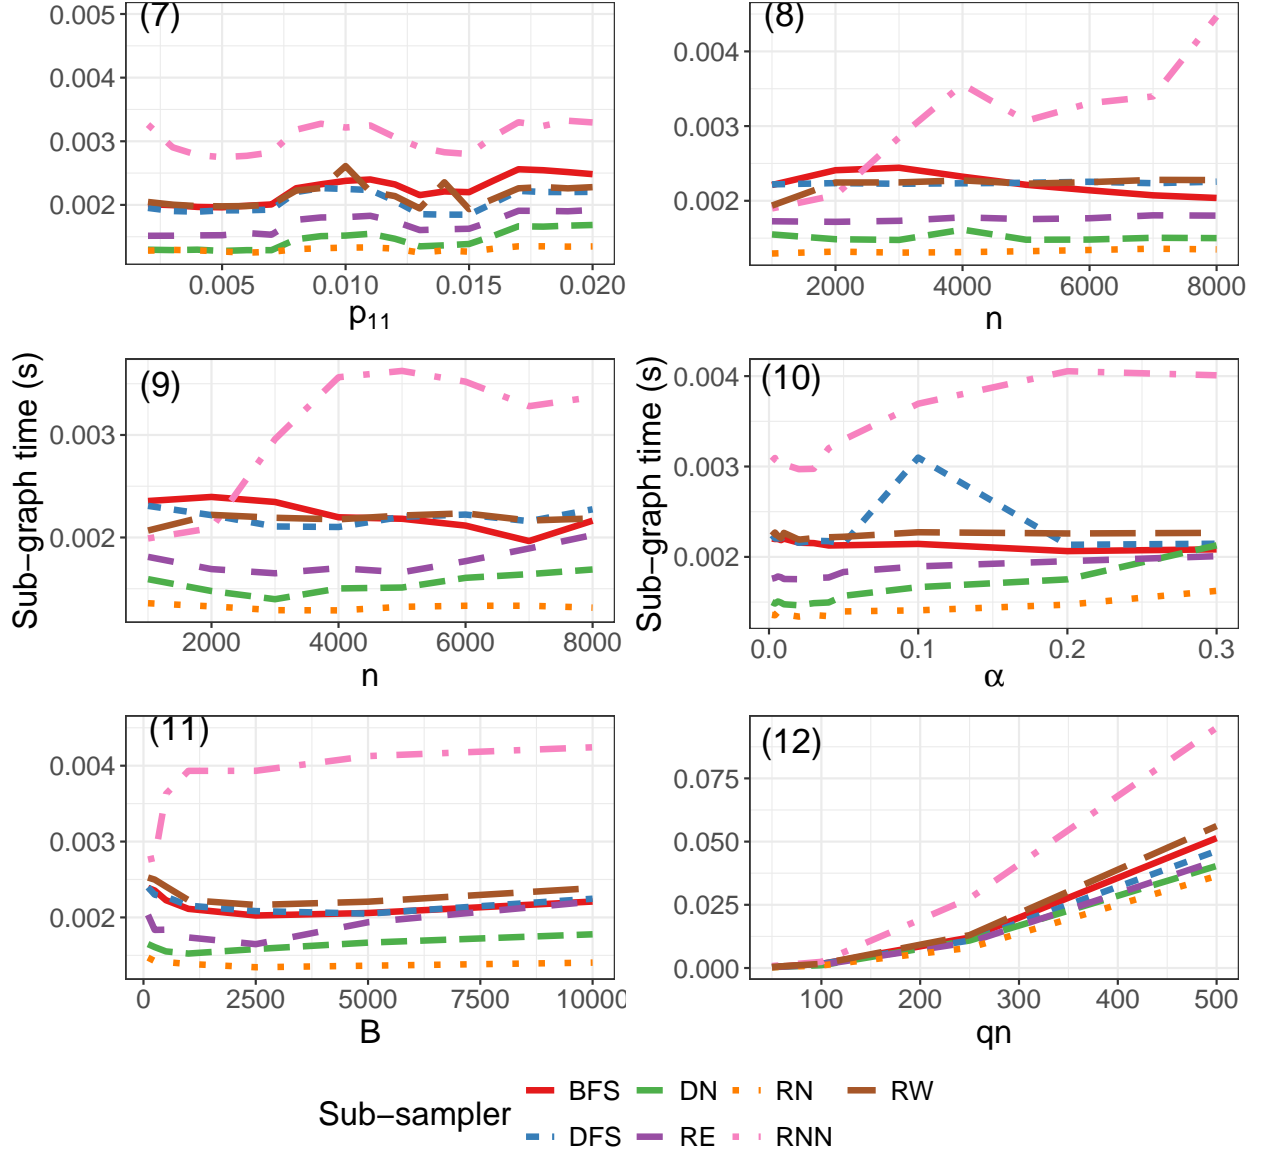 (7)
0.005
0.004
0.003
0.002
0.005 0.010 0.015 0.020
p11
(8)
0.004
0.003
0.002
2000 4000 6000 8000
n
Sub−graph time (s)
(9)
0.003
0.002
2000 4000 6000 8000
n
Sub−graph time (s)
(10)
0.004
0.003
0.002
0.0 0.1 0.2 0.3
α
(11)
0.004
0.003
0.002
0 2500 5000 7500 10000
B
(12)
0.075
0.050
0.025
0.000
100 200 300 400 500
qn
Sub−sampler
BFS DN RN RW
DFS RE RNN